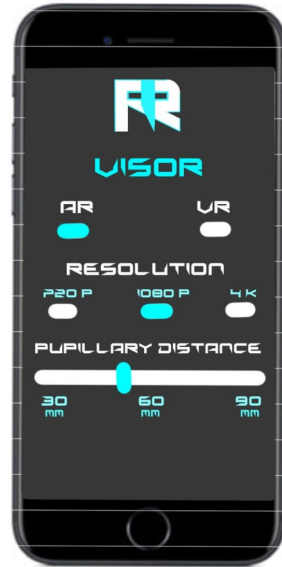 VISOR
AR VR
RESOLUTION
720 P 1080 P 4 K
PUPILLARY DISTANCE
30 60 90
MM MM MM